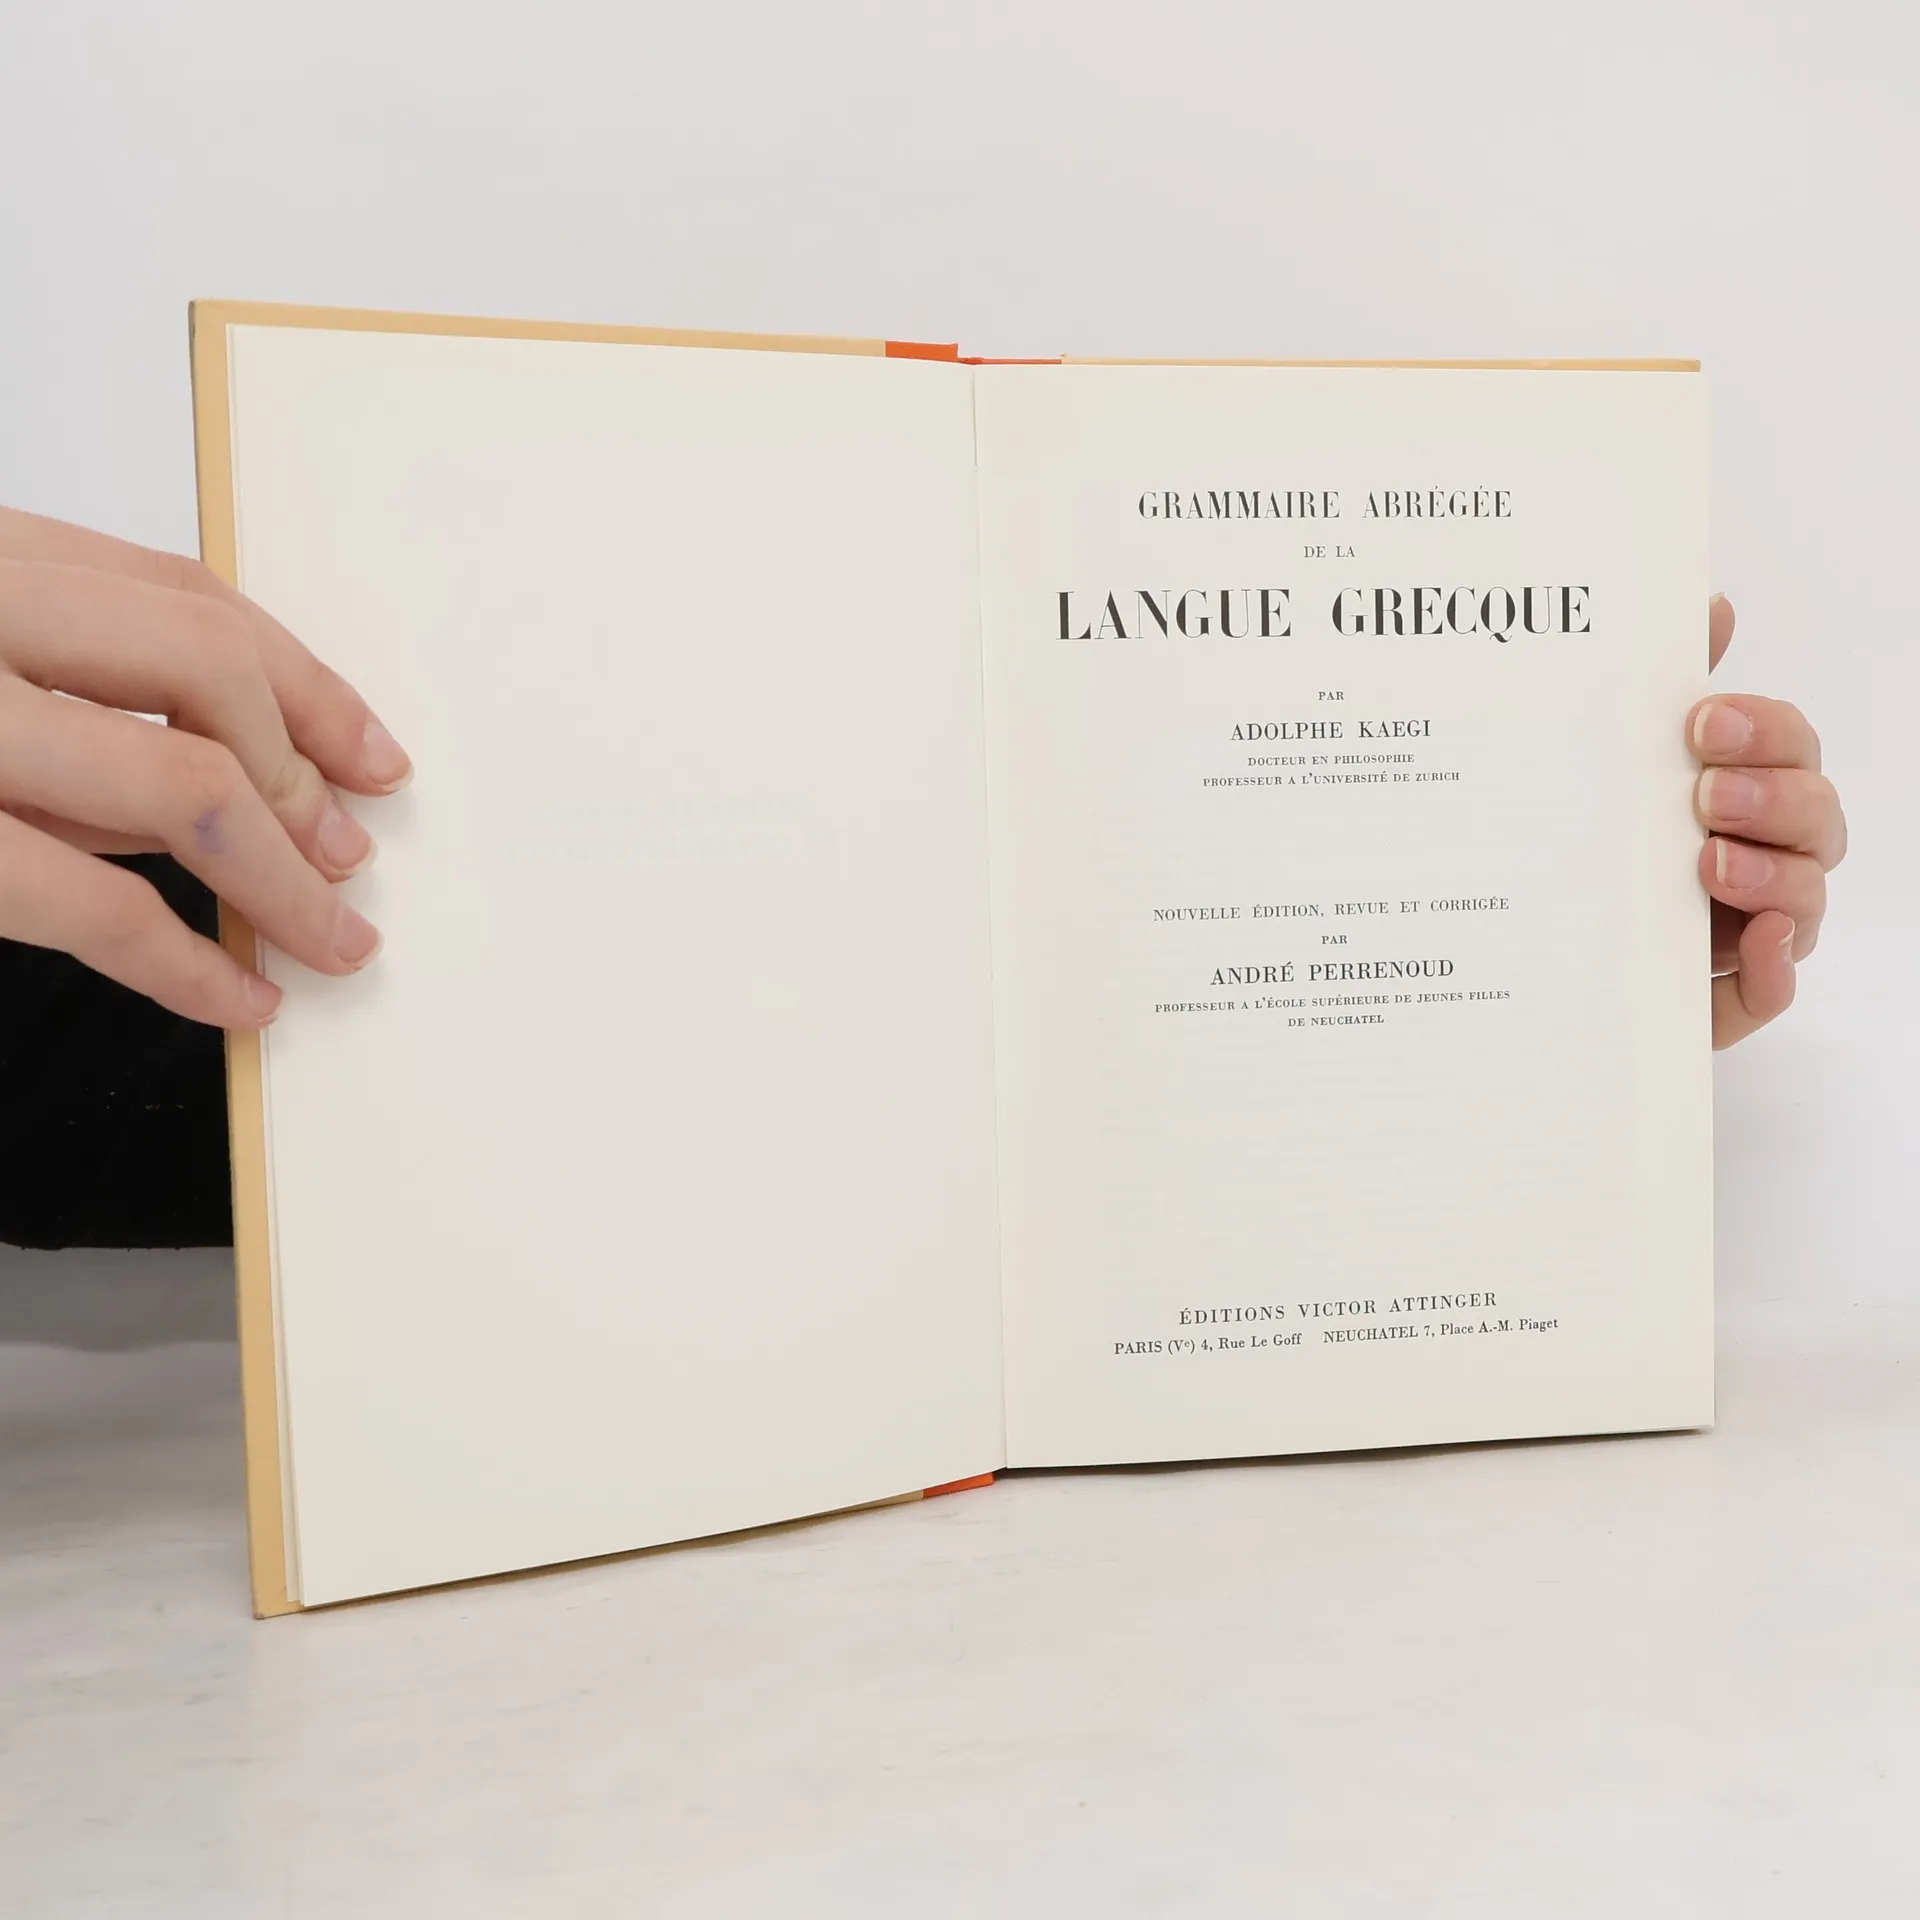 GRAMMAIRE ABRÉGÉE
DE LA
LANGUE GRECQUE
PAR
ADOLPHE KAEGI
DOCTEUR EN PHILOSOPHIE
PROFESSEUR A L'UNIVERSITÉ DE ZURICH
NOUVELLE ÉDITION, REVUE ET CORRIGÉE
PAR
ANDRÉ PERRENOUD
PROFESSEUR A L'ÉCOLE SUPÉRIEURE DE JEUNES FILLES
DE NEUCHATEL
ÉDITIONS VICTOR ATTINGER
PARIS (Vᵉ) 4, Rue Le Goff NEUCHATEL 7, Place A.-M. Piaget